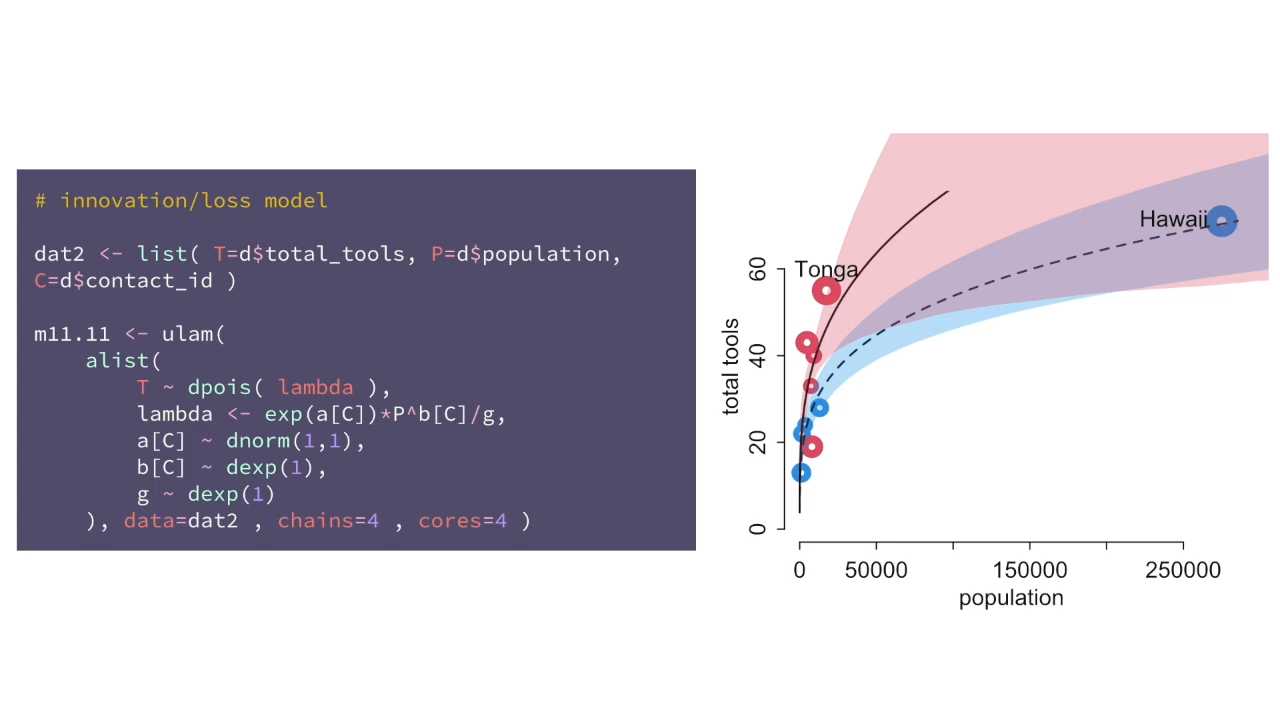 # innovation/loss model
dat2 <- list( T=d$total_tools, P=d$population,
C=d$contact_id )
m11.11 <- ulam(
alist(
T ~ dpois( lambda ),
lambda <- exp(a[C])*P^b[C]/g,
a[C] ~ dnorm(1,1),
b[C] ~ dexp(1),
g ~ dexp(1)
), data=dat2 , chains=4 , cores=4 )
Hawaii
Tonga
total tools
60
40
20
0
0 50000 150000 250000
population